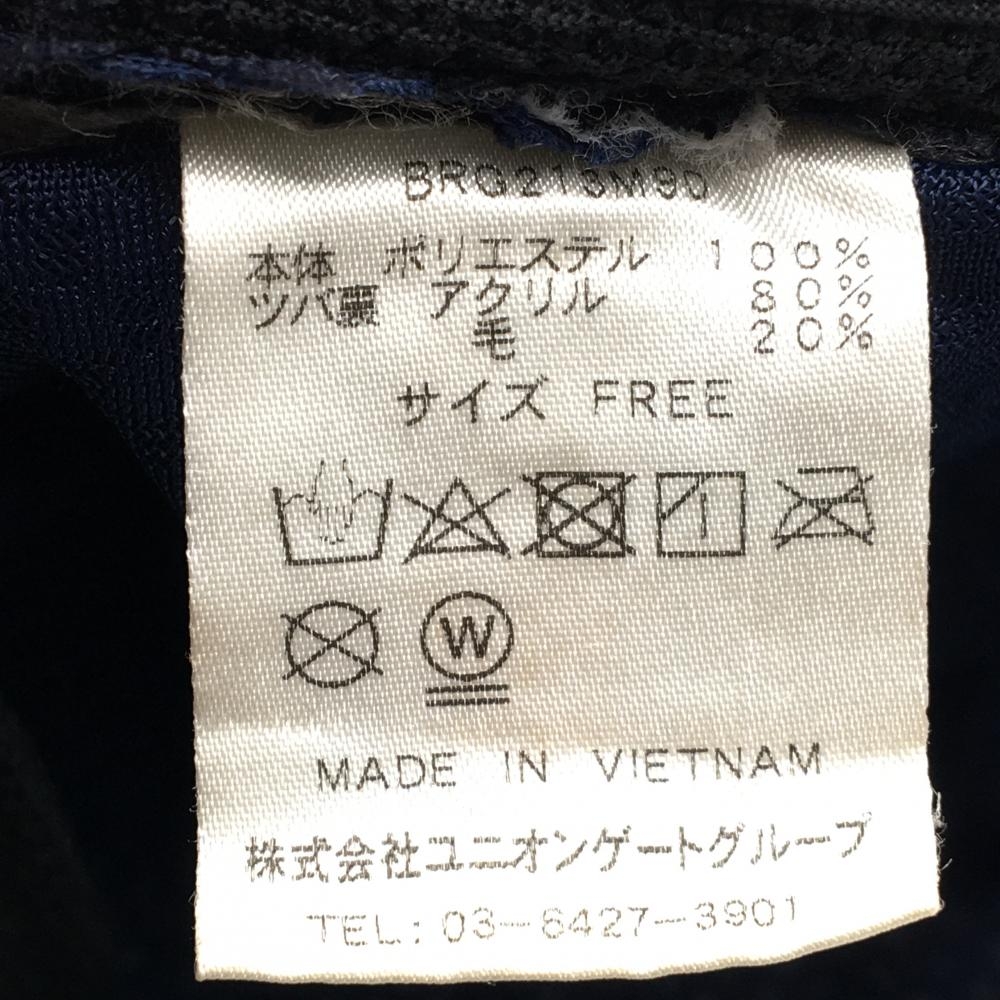 BRG213M90
本体 ポリエステル 100%
ツバ裏 アクリル 80%
毛 20%
サイズ FREE
W
MADE IN VIETNAM
株式会社ユニオンゲートグループ
TEL: 03-6427-3901